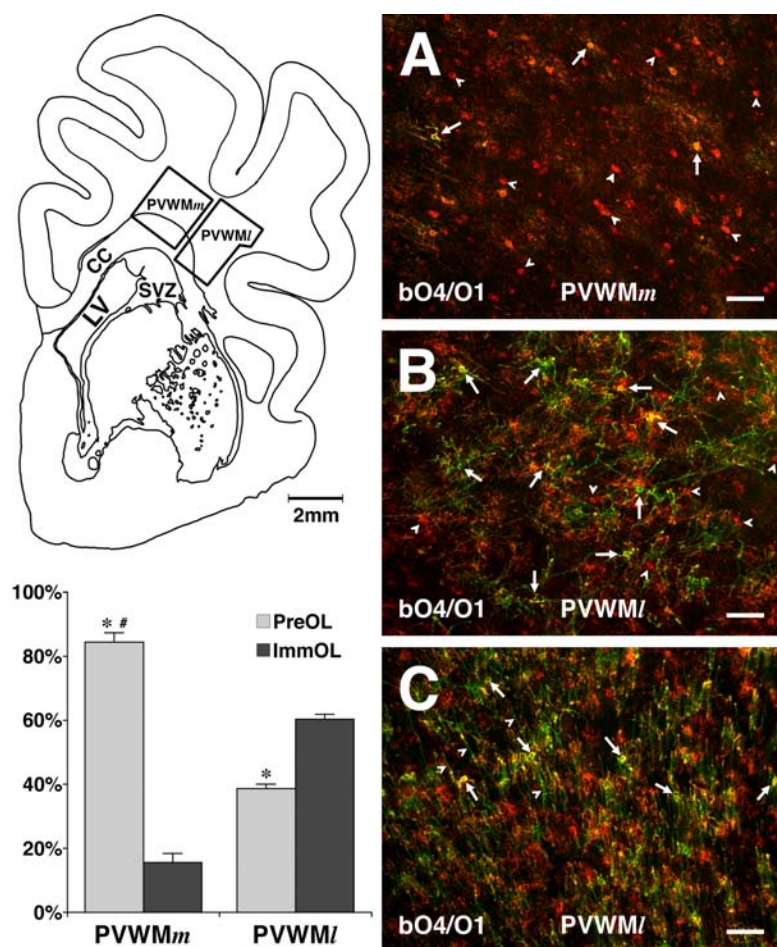 PVWMm
PVWMl
CC
LV
SVZ
2mm
100%
80%
60%
40%
20%
0%
* #
*
PreOL
ImmOL
PVWMm
PVWMl
A
bO4/O1 PVWMm
B
bO4/O1 PVWMl
C
bO4/O1 PVWMl